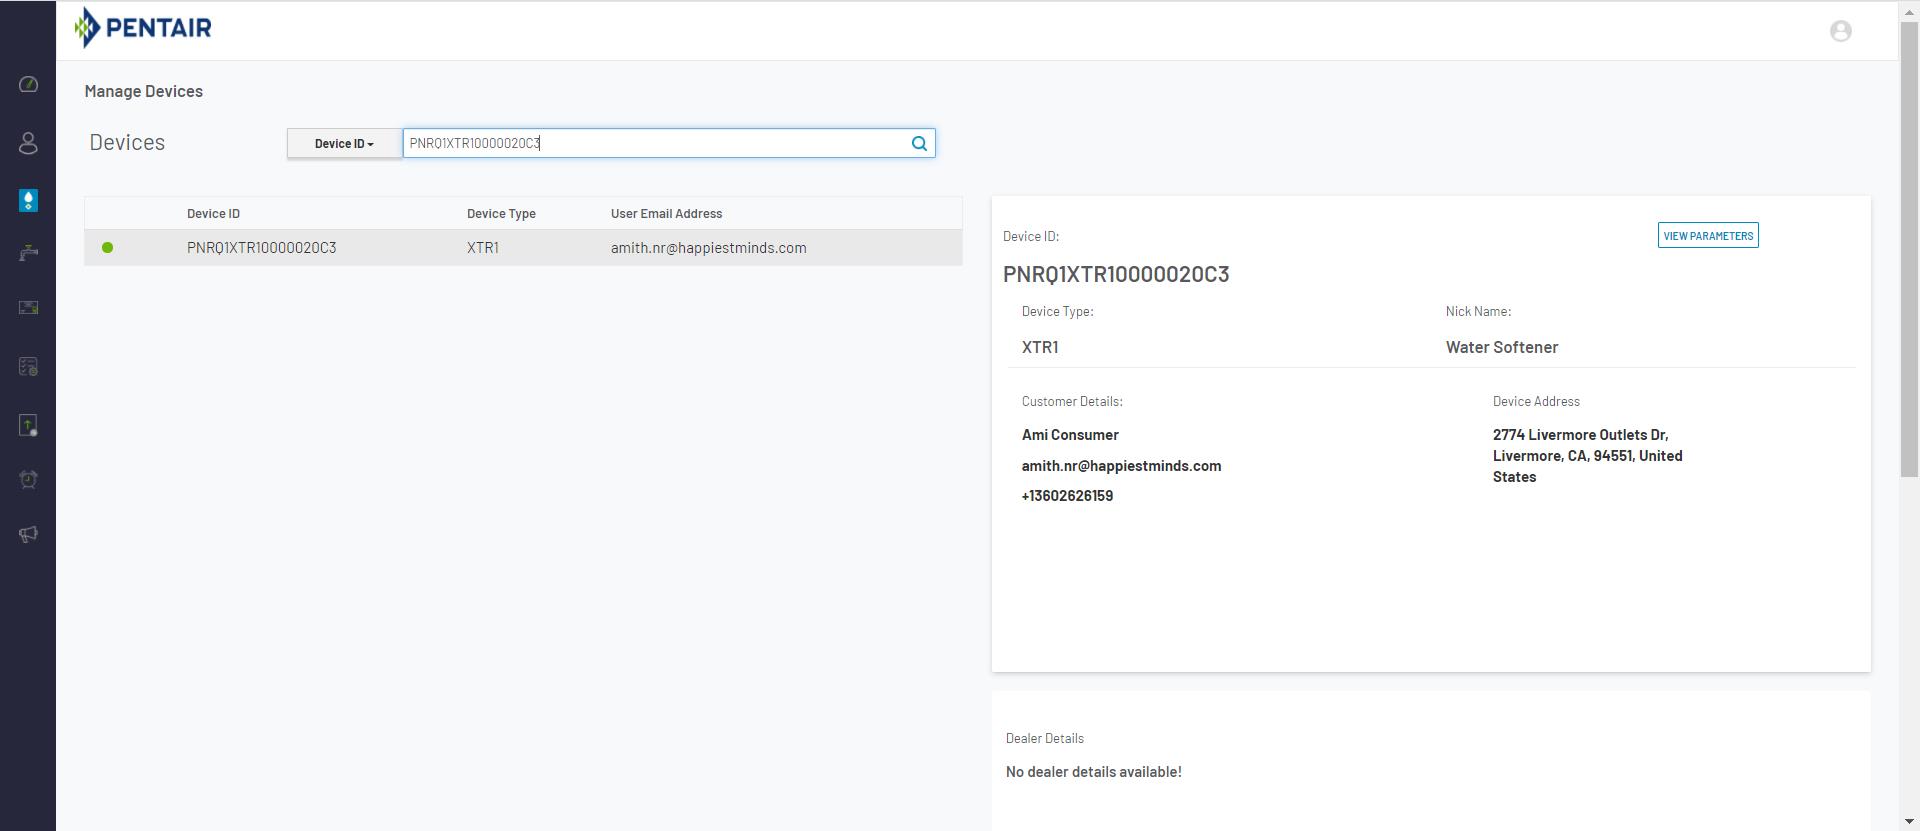 PENTAIR
Manage Devices
Devices
Device ID
PNRQ1XTR10000020C3
Device ID Device Type User Email Address
PNRQ1XTR10000020C3 XTR1 amith.nr@happiestminds.com
Device ID:
VIEW PARAMETERS
PNRQ1XTR10000020C3
Device Type: Nick Name:
XTR1 Water Softener
Customer Details:
Ami Consumer
amith.nr@happiestminds.com
+13602626159
Device Address
2774 Livermore Outlets Dr,
Livermore, CA, 94551, United
States
Dealer Details
No dealer details available!